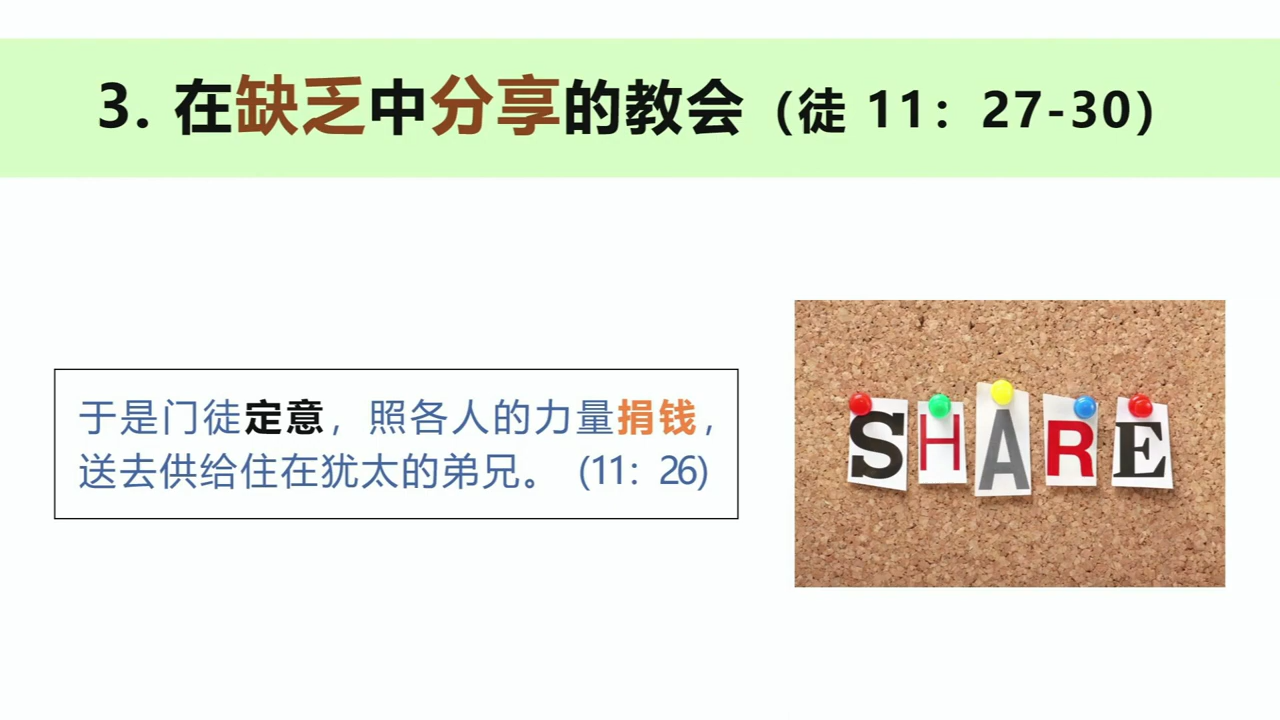 3. 在缺乏中分享的教会（徒 11：27-30）
于是门徒定意，照各人的力量捐钱，
送去供给住在犹太的弟兄。（11：26)
SHARE